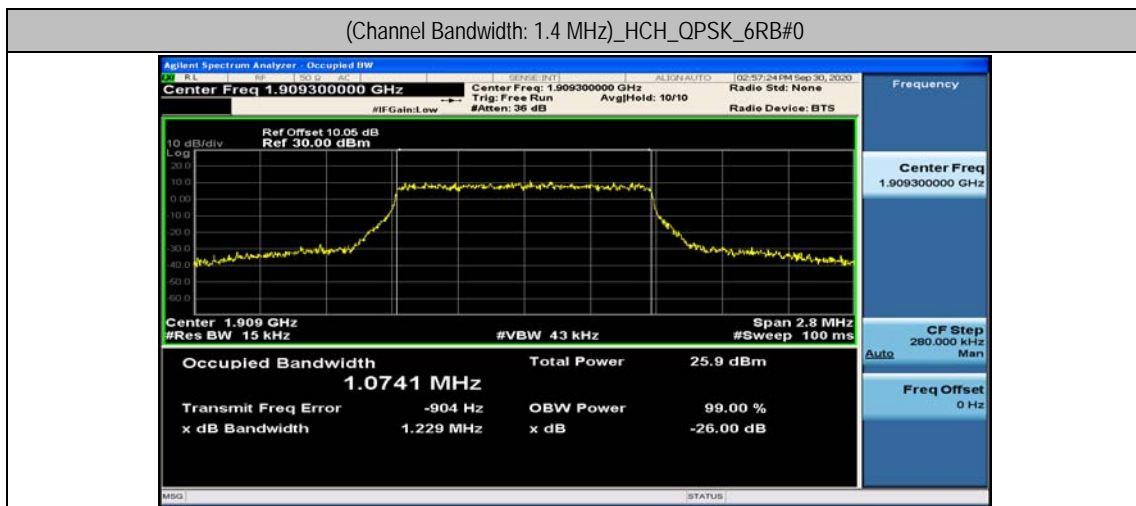 (Channel Bandwidth: 1.4 MHz)_HCH_QPSK_6RB#0
Agilent Spectrum Analyzer - Occupied BW
RL RF 50 Ω AC SENSE:INT ALIGN AUTO 02:57:24 PM Sep 30, 2020
Center Freq 1.909300000 GHz Center Freq: 1.909300000 GHz Radio Std: None
Trig: Free Run Avg|Hold: 10/10
#IFGain:Low #Atten: 36 dB Radio Device: BTS
Frequency
Ref Offset 10.05 dB
10 dB/div Ref 30.00 dBm
Log
20.0
10.0
0.00
-10.0
-20.0
-30.0
-40.0
-50.0
-60.0
Center Freq
1.909300000 GHz
Center 1.909 GHz Span 2.8 MHz
#Res BW 15 kHz #VBW 43 kHz #Sweep 100 ms
CF Step
280.000 kHz
Auto Man
Occupied Bandwidth Total Power 25.9 dBm
1.0741 MHz
Transmit Freq Error -904 Hz OBW Power 99.00 %
x dB Bandwidth 1.229 MHz x dB -26.00 dB
Freq Offset
0 Hz
MSG STATUS